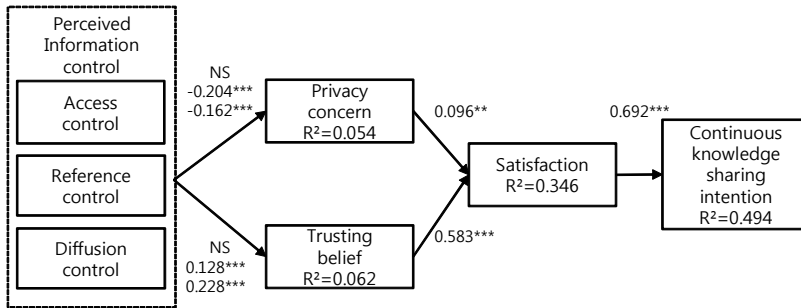 Perceived
Information
control
Access
control
Reference
control
Diffusion
control
NS
-0.204***
-0.162***
NS
0.128***
0.228***
Privacy
concern
R²=0.054
Trusting
belief
R²=0.062
0.096**
0.583***
Satisfaction
R²=0.346
0.692***
Continuous
knowledge
sharing
intention
R²=0.494